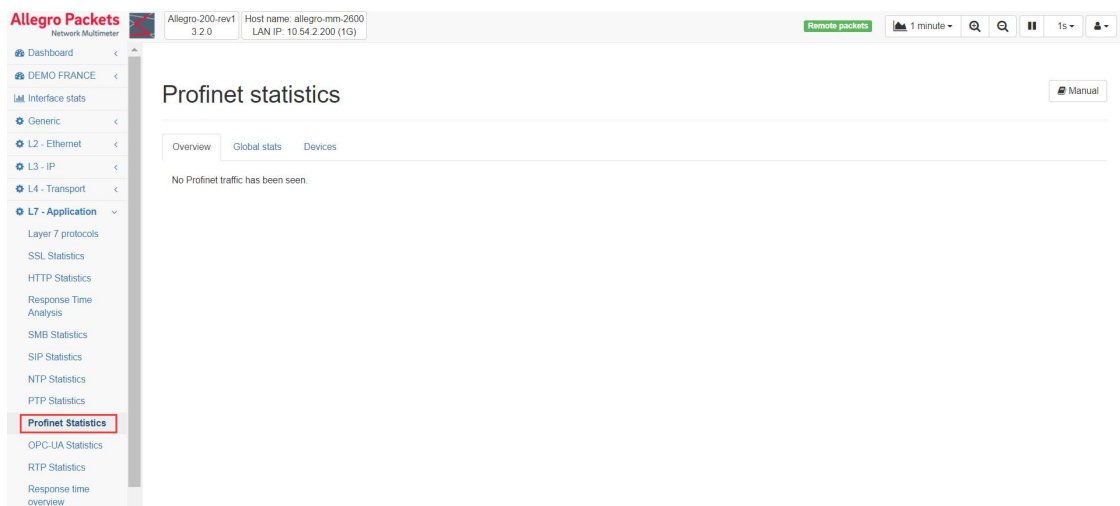 Allegro Packets
Network Multimeter
Allegro-200-rev1
3.2.0
Host name: allegro-mm-2600
LAN IP: 10.54.2.200 (1G)
Remote packets
1 minute
1s
Dashboard
DEMO FRANCE
Interface stats
Generic
L2 - Ethernet
L3 - IP
L4 - Transport
L7 - Application
Layer 7 protocols
SSL Statistics
HTTP Statistics
Response Time
Analysis
SMB Statistics
SIP Statistics
NTP Statistics
PTP Statistics
Profinet Statistics
OPC-UA Statistics
RTP Statistics
Response time
overview
Profinet statistics
Manual
Overview Global stats Devices
No Profinet traffic has been seen.